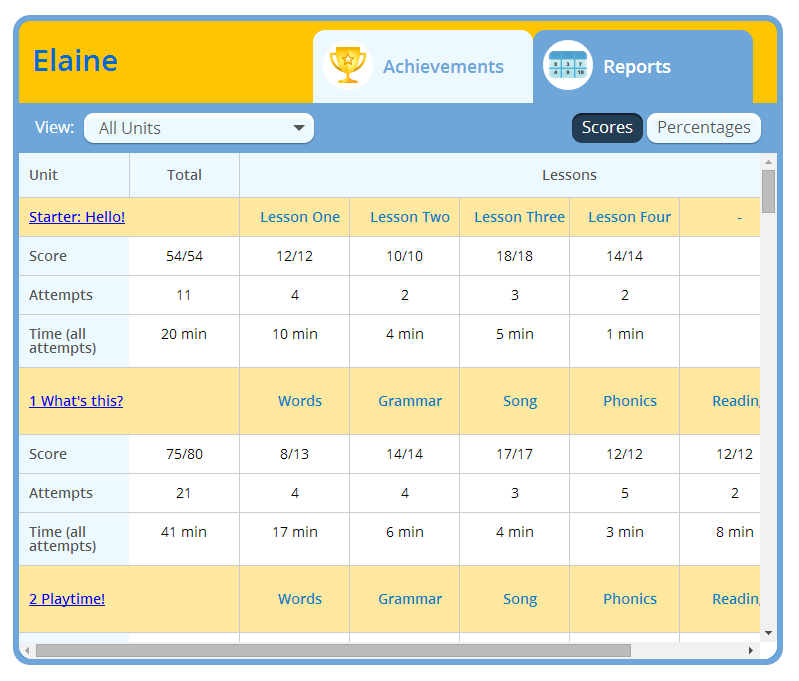 Elaine
Achievements
Reports
View: All Units
Scores Percentages
Unit Total Lessons
Starter: Hello! Lesson One Lesson Two Lesson Three Lesson Four -
Score 54/54 12/12 10/10 18/18 14/14
Attempts 11 4 2 3 2
Time (all attempts) 20 min 10 min 4 min 5 min 1 min
1 What's this? Words Grammar Song Phonics Readin
Score 75/80 8/13 14/14 17/17 12/12 12/12
Attempts 21 4 4 3 5 2
Time (all attempts) 41 min 17 min 6 min 4 min 3 min 8 min
2 Playtime! Words Grammar Song Phonics Readin